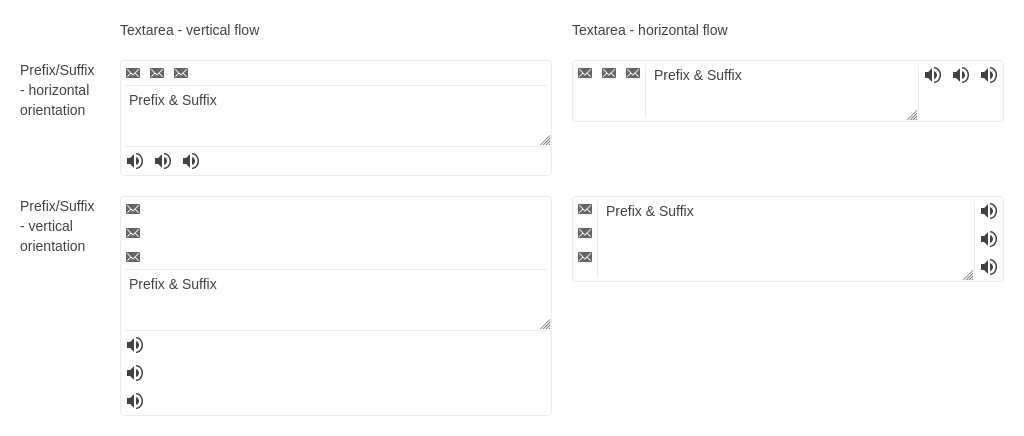 Textarea - vertical flow
Textarea - horizontal flow
Prefix/Suffix
- horizontal
orientation
Prefix & Suffix
Prefix & Suffix
Prefix/Suffix
- vertical
orientation
Prefix & Suffix
Prefix & Suffix